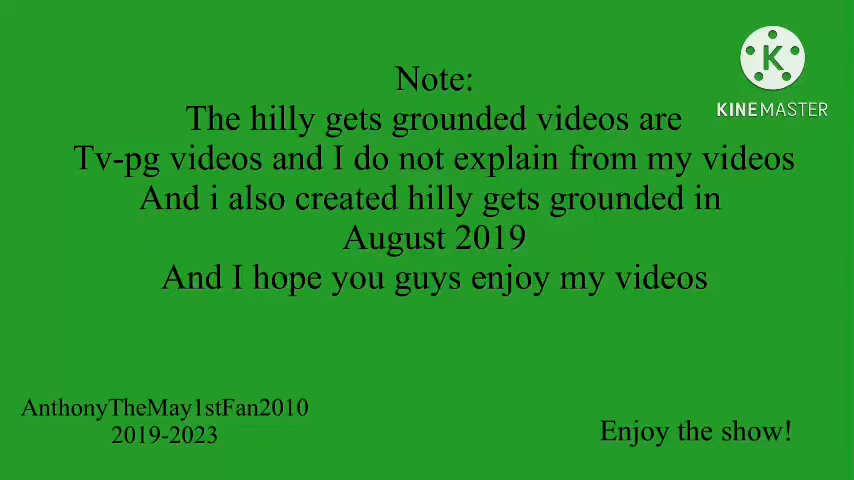 Note:
The hilly gets grounded videos are
Tv-pg videos and I do not explain from my videos
And i also created hilly gets grounded in
August 2019
And I hope you guys enjoy my videos
K
KINEMASTER
AnthonyTheMay1stFan2010
2019-2023
Enjoy the show!